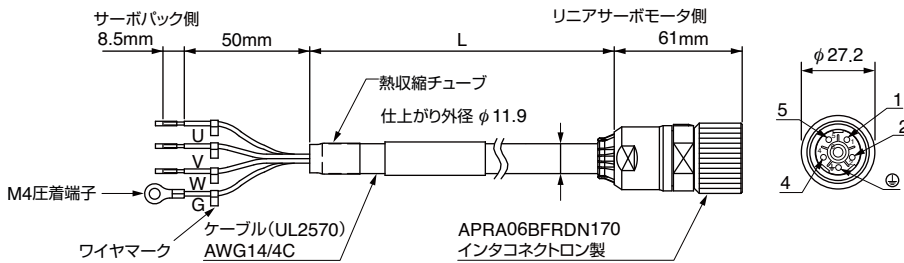 サーボパック側
リニアサーボモータ側
8.5mm
50mm
L
61mm
φ27.2
熱収縮チューブ
仕上がり外径 φ11.9
5
1
2
4
U
V
W
G
M4圧着端子
ワイヤマーク
ケーブル(UL2570)
AWG14/4C
APRA06BFRDN170
インタコネクトロン製